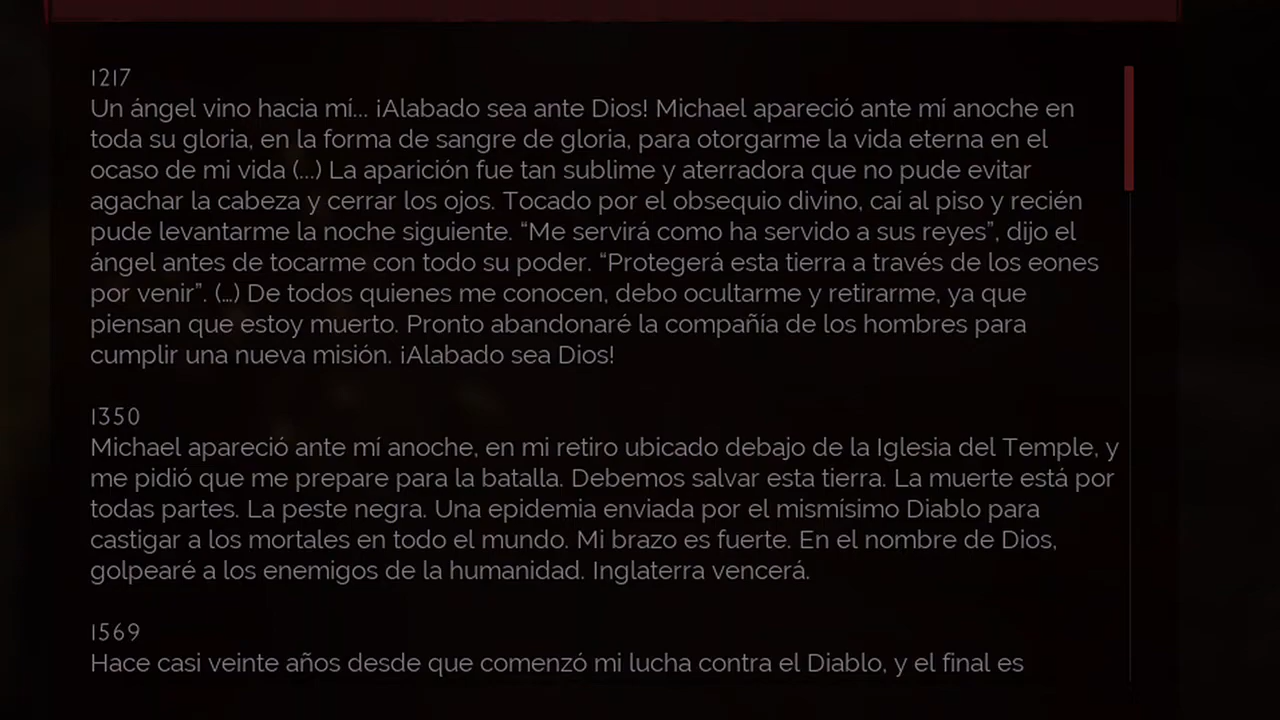 1217
Un ángel vino hacia mí... ¡Alabado sea ante Dios! Michael apareció ante mí anoche en
toda su gloria, en la forma de sangre de gloria, para otorgarme la vida eterna en el
ocaso de mi vida (...) La aparición fue tan sublime y aterradora que no pude evitar
agachar la cabeza y cerrar los ojos. Tocado por el obsequio divino, caí al piso y recién
pude levantarme la noche siguiente. “Me servirá como ha servido a sus reyes”, dijo el
ángel antes de tocarme con todo su poder. “Protegerá esta tierra a través de los eones
por venir”. (...) De todos quienes me conocen, debo ocultarme y retirarme, ya que
piensan que estoy muerto. Pronto abandonaré la compañía de los hombres para
cumplir una nueva misión. ¡Alabado sea Dios!
1350
Michael apareció ante mí anoche, en mi retiro ubicado debajo de la Iglesia del Temple, y
me pidió que me prepare para la batalla. Debemos salvar esta tierra. La muerte está por
todas partes. La peste negra. Una epidemia enviada por el mismísimo Diablo para
castigar a los mortales en todo el mundo. Mi brazo es fuerte. En el nombre de Dios,
golpearé a los enemigos de la humanidad. Inglaterra vencerá.
1569
Hace casi veinte años desde que comenzó mi lucha contra el Diablo, y el final es